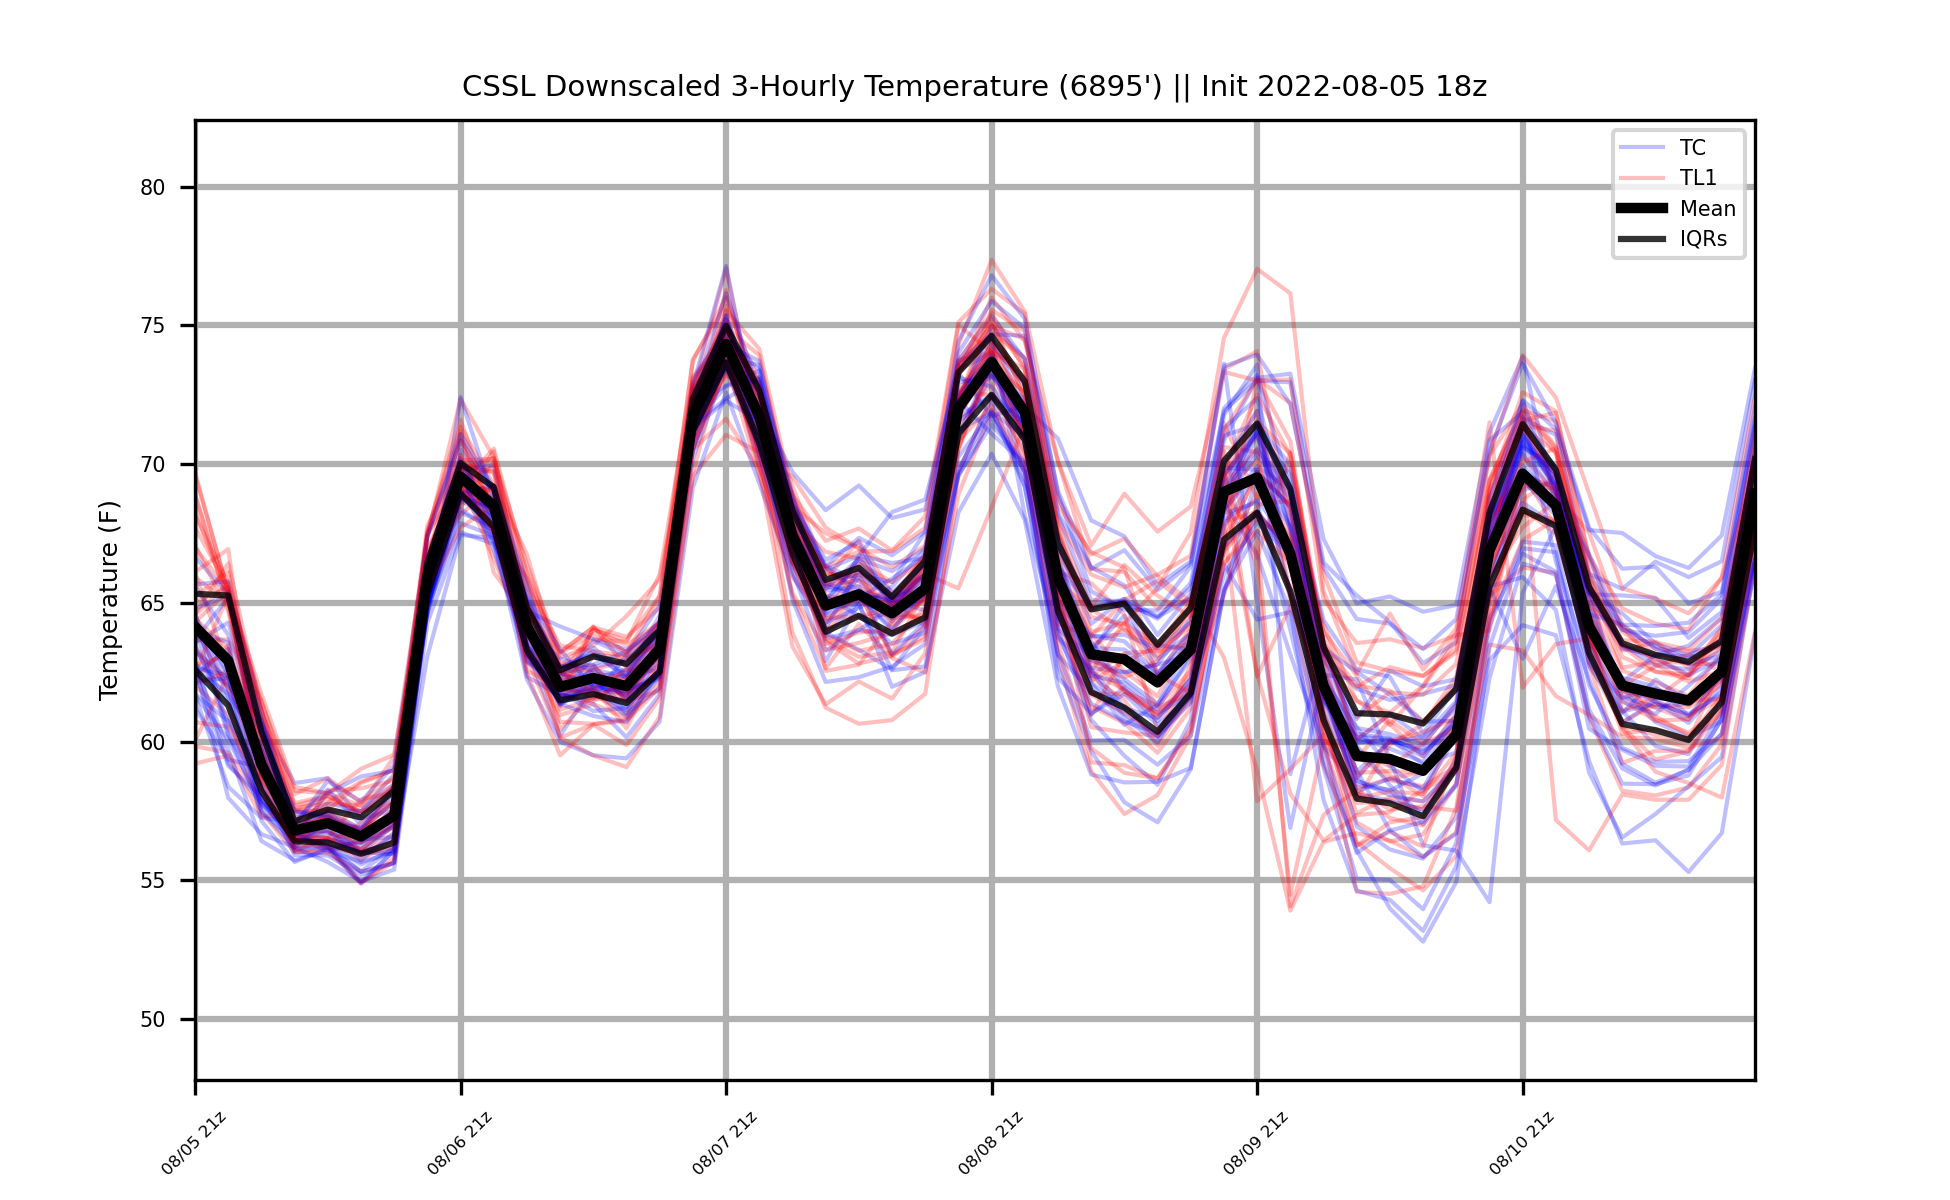 CSSL Downscaled 3-Hourly Temperature (6895') || Init 2022-08-05 18z
TC
TL1
Mean
IQRs
Temperature (F)
80
75
70
65
60
55
50
08/05 21z
08/06 21z
08/07 21z
08/08 21z
08/09 21z
08/10 21z